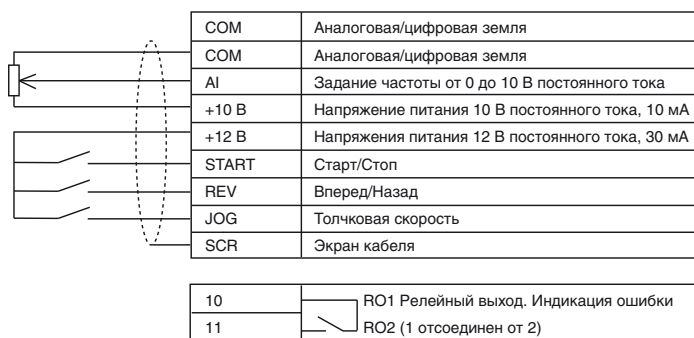 COM Аналоговая/цифровая земля
COM Аналоговая/цифровая земля
AI Задание частоты от 0 до 10 В постоянного тока
+10 В Напряжение питания 10 В постоянного тока, 10 мА
+12 В Напряжения питания 12 В постоянного тока, 30 мА
START Старт/Стоп
REV Вперед/Назад
JOG Толчковая скорость
SCR Экран кабеля
10 RO1 Релейный выход. Индикация ошибки
11 RO2 (1 отсоединен от 2)